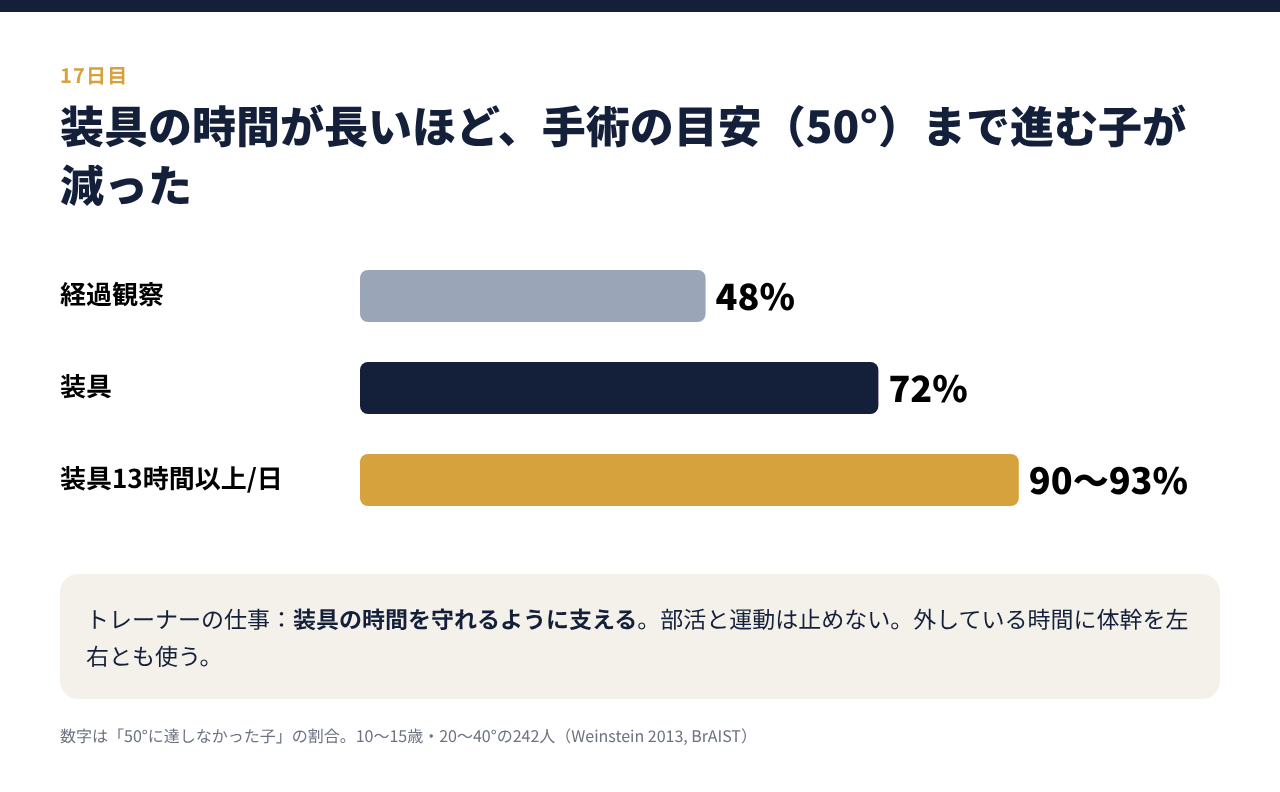 17日目
装具の時間が長いほど、手術の目安（50°）まで進む子が
減った
経過観察
48%
装具
72%
装具13時間以上/日
90〜93%
トレーナーの仕事：装具の時間を守れるように支える。部活と運動は止めない。外している時間に体幹を左
右とも使う。
数字は「50°に達しなかった子」の割合。10〜15歳・20〜40°の242人（Weinstein 2013, BrAIST）